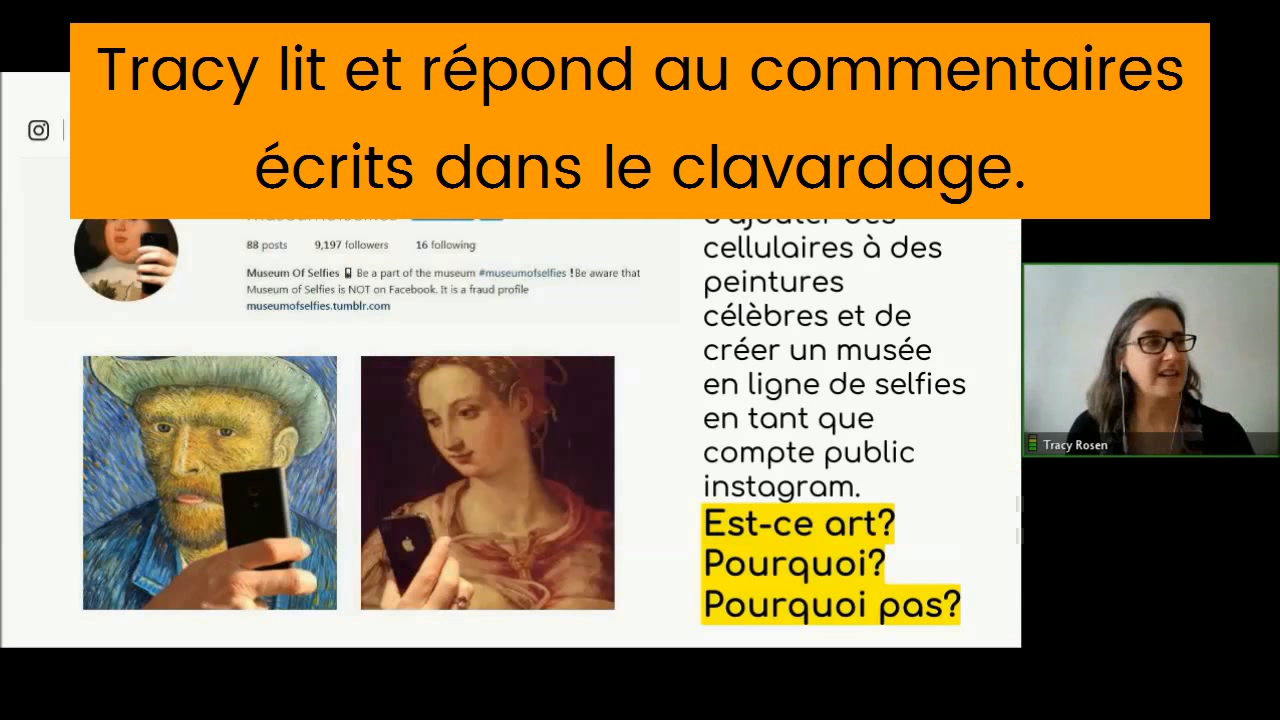 Tracy lit et répond au commentaires
écrits dans le clavardage.
88 posts 9,197 followers 16 following
Museum Of Selfies Be a part of the museum #museumofselfies ! Be aware that
Museum of Selfies is NOT on Facebook. It is a fraud profile
museumofselfies.tumblr.com
cellulaires à des
peintures
célèbres et de
créer un musée
en ligne de selfies
en tant que
compte public
instagram.
Est-ce art?
Pourquoi?
Pourquoi pas?
Tracy Rosen